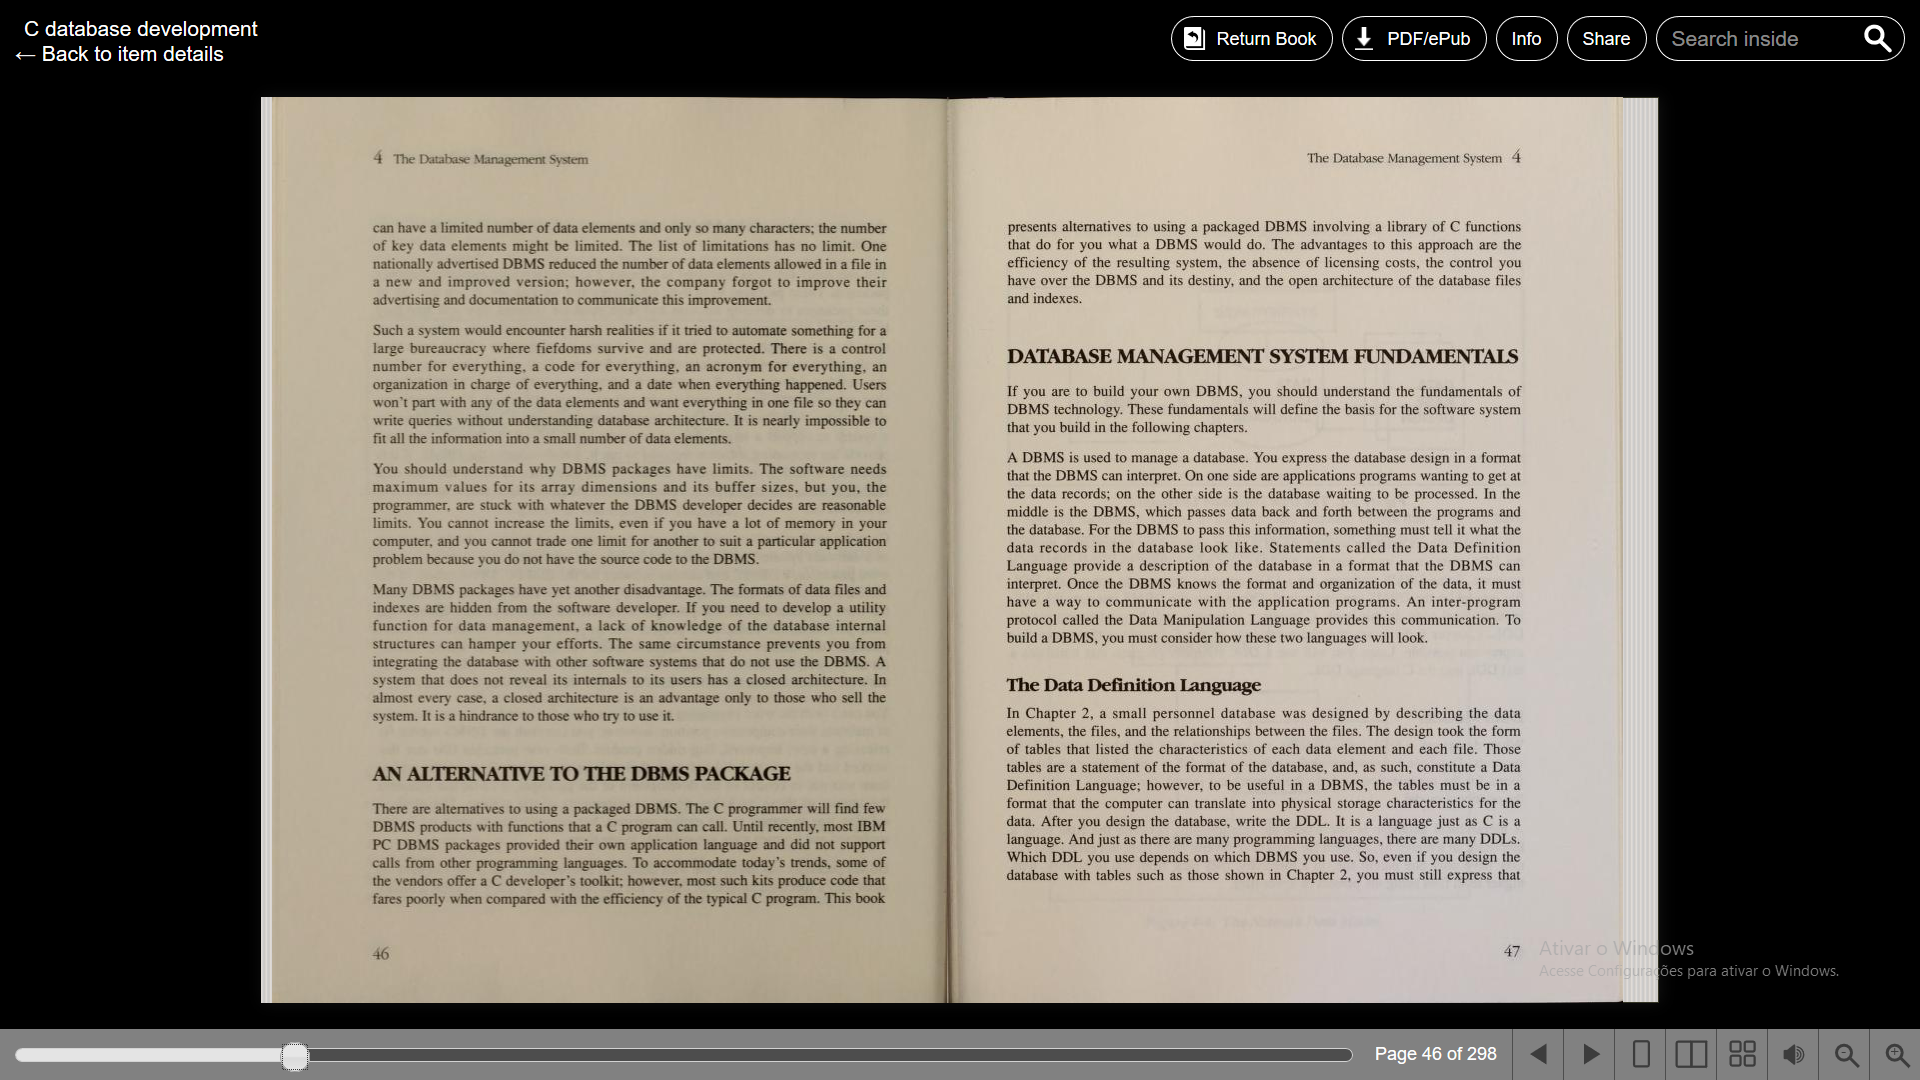 C database development
← Back to item details
Return Book
PDF/ePub
Info
Share
Search inside
4 The Database Management System
can have a limited number of data elements and only so many characters; the number
of key data elements might be limited. The list of limitations has no limit. One
nationally advertised DBMS reduced the number of data elements allowed in a file in
a new and improved version; however, the company forgot to improve their
advertising and documentation to communicate this improvement.
Such a system would encounter harsh realities if it tried to automate something for a
large bureaucracy where fiefdoms survive and are protected. There is a control
number for everything, a code for everything, an acronym for everything, an
organization in charge of everything, and a date when everything happened. Users
won't part with any of the data elements and want everything in one file so they can
write queries without understanding database architecture. It is nearly impossible to
fit all the information into a small number of data elements.
You should understand why DBMS packages have limits. The software needs
maximum values for its array dimensions and its buffer sizes, but you, the
programmer, are stuck with whatever the DBMS developer decides are reasonable
limits. You cannot increase the limits, even if you have a lot of memory in your
computer, and you cannot trade one limit for another to suit a particular application
problem because you do not have the source code to the DBMS.
Many DBMS packages have yet another disadvantage. The formats of data files and
indexes are hidden from the software developer. If you need to develop a utility
function for data management, a lack of knowledge of the database internal
structures can hamper your efforts. The same circumstance prevents you from
integrating the database with other software systems that do not use the DBMS. A
system that does not reveal its internals to its users has a closed architecture. In
almost every case, a closed architecture is an advantage only to those who sell the
system. It is a hindrance to those who try to use it.
AN ALTERNATIVE TO THE DBMS PACKAGE
There are alternatives to using a packaged DBMS. The C programmer will find few
DBMS products with functions that a C program can call. Until recently, most IBM
PC DBMS packages provided their own application language and did not support
calls from other programming languages. To accommodate today's trends, some of
the vendors offer a C developer's toolkit; however, most such kits produce code that
fares poorly when compared with the efficiency of the typical C program. This book
46
The Database Management System 4
presents alternatives to using a packaged DBMS involving a library of C functions
that do for you what a DBMS would do. The advantages to this approach are the
efficiency of the resulting system, the absence of licensing costs, the control you
have over the DBMS and its destiny, and the open architecture of the database files
and indexes.
DATABASE MANAGEMENT SYSTEM FUNDAMENTALS
If you are to build your own DBMS, you should understand the fundamentals of
DBMS technology. These fundamentals will define the basis for the software system
that you build in the following chapters.
A DBMS is used to manage a database. You express the database design in a format
that the DBMS can interpret. On one side are applications programs wanting to get at
the data records; on the other side is the database waiting to be processed. In the
middle is the DBMS, which passes data back and forth between the programs and
the database. For the DBMS to pass this information, something must tell it what the
data records in the database look like. Statements called the Data Definition
Language provide a description of the database in a format that the DBMS can
interpret. Once the DBMS knows the format and organization of the data, it must
have a way to communicate with the application programs. An inter-program
protocol called the Data Manipulation Language provides this communication. To
build a DBMS, you must consider how these two languages will look.
The Data Definition Language
In Chapter 2, a small personnel database was designed by describing the data
elements, the files, and the relationships between the files. The design took the form
of tables that listed the characteristics of each data element and each file. Those
tables are a statement of the format of the database, and, as such, constitute a Data
Definition Language; however, to be useful in a DBMS, the tables must be in a
format that the computer can translate into physical storage characteristics for the
data. After you design the database, write the DDL. It is a language just as C is a
language. And just as there are many programming languages, there are many DDLs.
Which DDL you use depends on which DBMS you use. So, even if you design the
database with tables such as those shown in Chapter 2, you must still express that
47
Ativar o Windows
Acesse Configurações para ativar o Windows.
Page 46 of 298